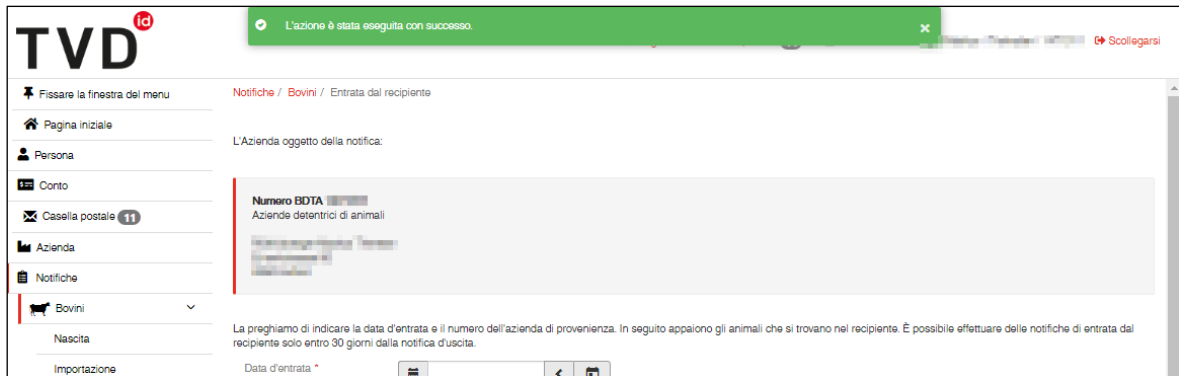 TVD id
L'azione è stata eseguita con successo.
Scollegarsi
Fissare la finestra del menu
Pagina iniziale
Persona
Conto
Casella postale 11
Azienda
Notifiche
Bovini
Nascita
Importazione
Notifiche / Bovini / Entrata dal recipiente
L'Azienda oggetto della notifica:
Numero BDTA
Aziende detentrici di animali
La preghiamo di indicare la data d'entrata e il numero dell'azienda di provenienza. In seguito appaiono gli animali che si trovano nel recipiente. È possibile effettuare delle notifiche di entrata dal
recipiente solo entro 30 giorni dalla notifica d'uscita.
Data d'entrata *